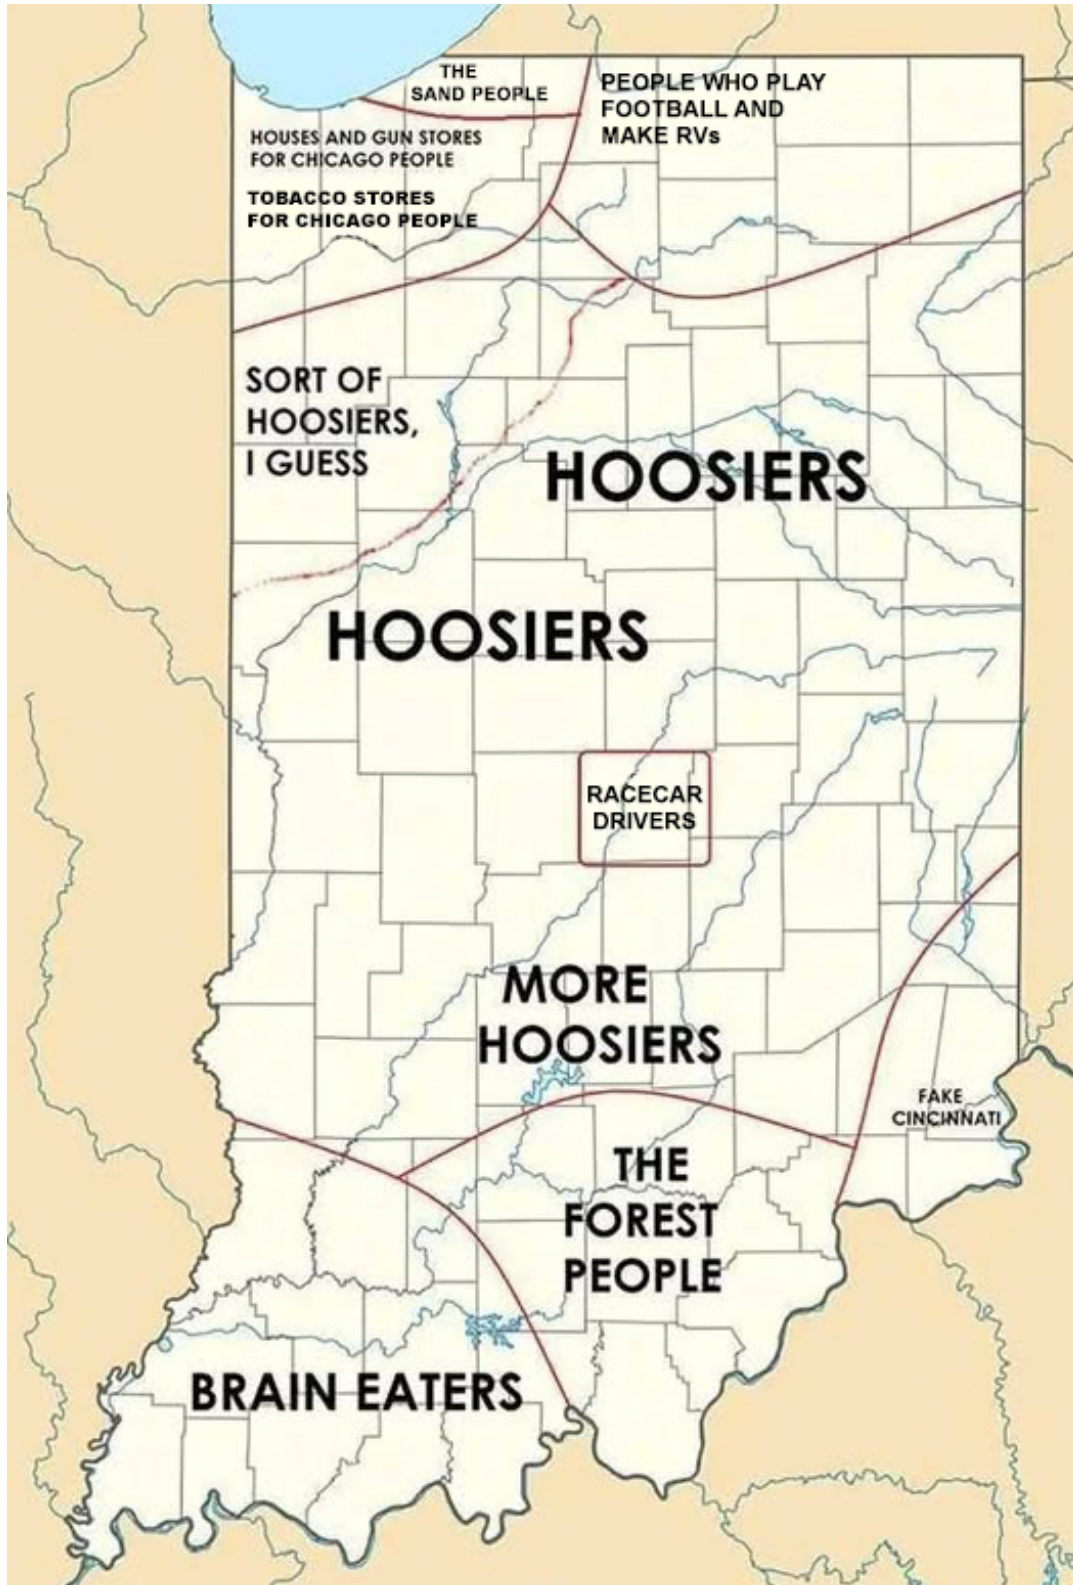 THE
SAND PEOPLE
PEOPLE WHO PLAY
FOOTBALL AND
MAKE RVs
HOUSES AND GUN STORES
FOR CHICAGO PEOPLE
TOBACCO STORES
FOR CHICAGO PEOPLE
SORT OF
HOOSIERS,
I GUESS
HOOSIERS
HOOSIERS
RACECAR
DRIVERS
MORE
HOOSIERS
FAKE
CINCINNATI
THE
FOREST
PEOPLE
BRAIN EATERS